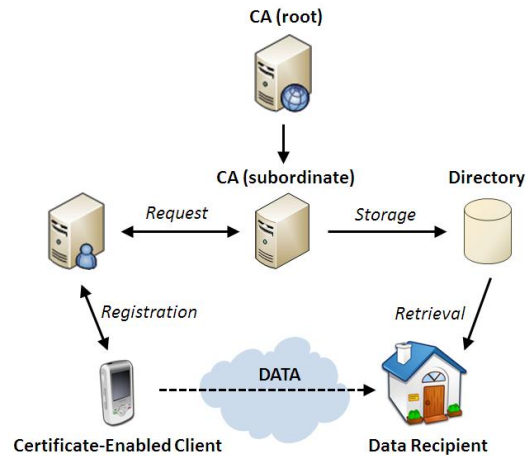 CA (root)
CA (subordinate)
Directory
Request
Storage
Registration
Retrieval
DATA
Certificate-Enabled Client
Data Recipient